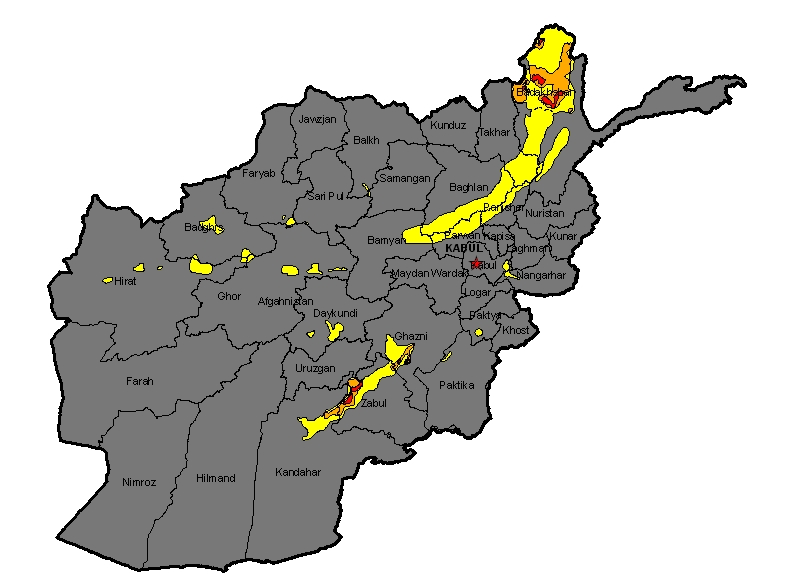 Badakhshan
Jawzjan
Balkh
Kunduz
Takhar
Faryab
Samangan
Baghlan
Sari Pul
Panjshir
Nuristan
Badghis
Bamyan
Parwan
Kapisa
Kunar
KABUL
Laghman
Kabul
Hirat
Maydan Wardak
Nangarhar
Ghor
Afgahnistan
Logar
Daykundi
Paktya
Khost
Ghazni
Uruzgan
Farah
Paktika
Zabul
Nimroz
Hilmand
Kandahar